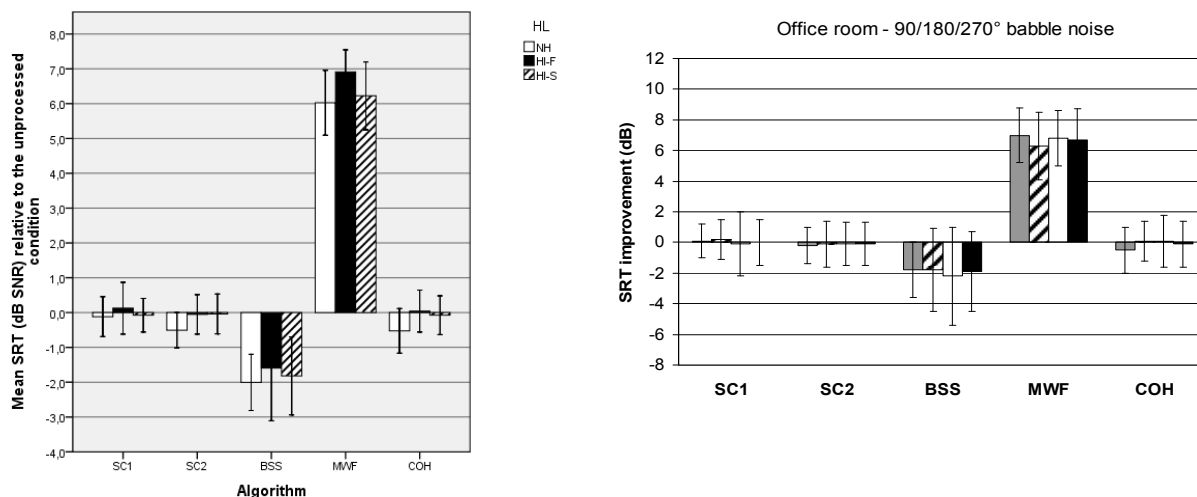 Mean SRT (dB SNR) relative to the unprocessed
condition
8,0
7,0
6,0
5,0
4,0
3,0
2,0
1,0
0,0
-1,0
-2,0
-3,0
-4,0
SC1 SC2 BSS MWF COH
Algorithm
HL
NH
HI-F
HI-S
Office room - 90/180/270° babble noise
SRT improvement (dB)
12
10
8
6
4
2
0
-2
-4
-6
-8
SC1 SC2 BSS MWF COH